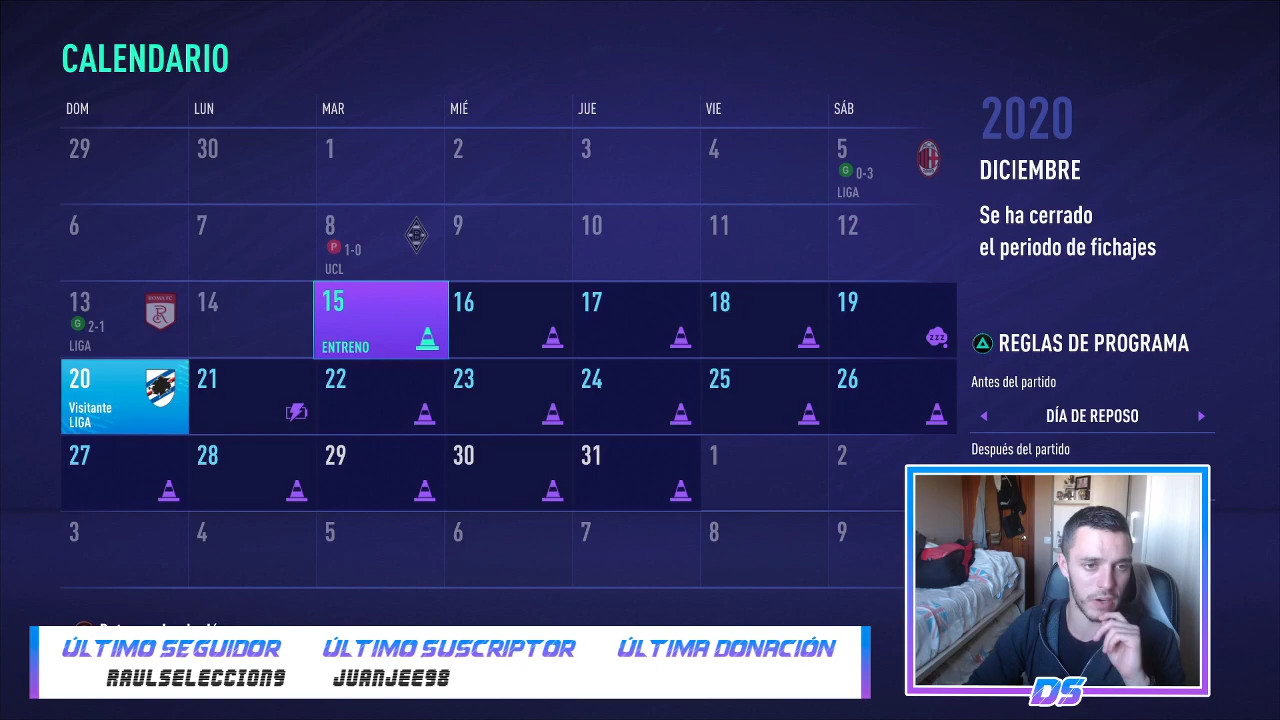 CALENDARIO
DOM LUN MAR MIÉ JUE VIE SÁB
29 30 1 2 3 4 5
G 0-3
LIGA
6 7 8 9 10 11 12
P 1-0
UCL
13 14 15 16 17 18 19
ROMA FC
G 2-1
LIGA
ENTRENO
zzz
20 21 22 23 24 25 26
Visitante
LIGA
27 28 29 30 31 1 2
3 4 5 6 7 8 9
2020
DICIEMBRE
Se ha cerrado
el periodo de fichajes
REGLAS DE PROGRAMA
Antes del partido
DÍA DE REPOSO
Después del partido
ÚLTIMO SEGUIDOR ÚLTIMO SUSCRIPTOR ÚLTIMA DONACIÓN
RAULSELECCION9 JUANJEE98
DS